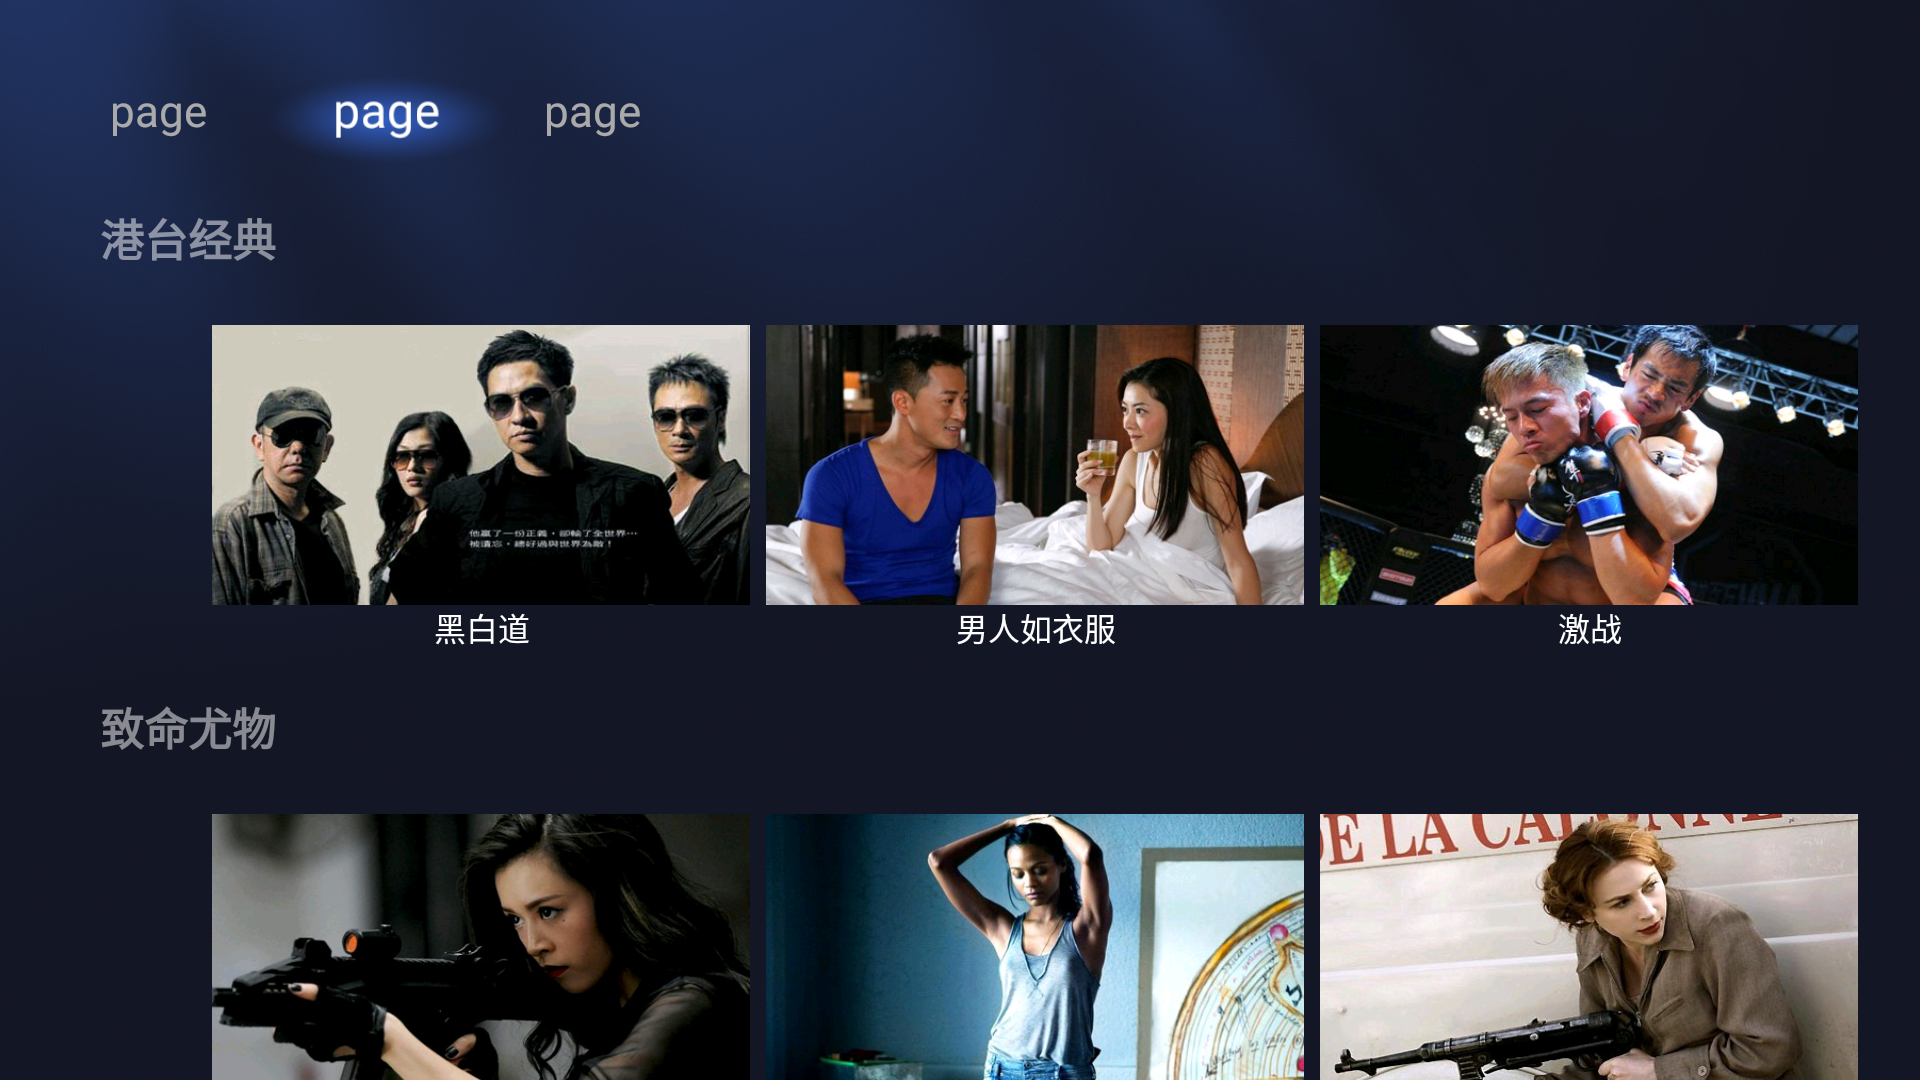 page
page
page
港台经典
他贏了一份正義，卻輸了全世界…
被遺忘，總好過與世界為敵！
黑白道
男人如衣服
激战
致命尤物
DE LA CALONNE